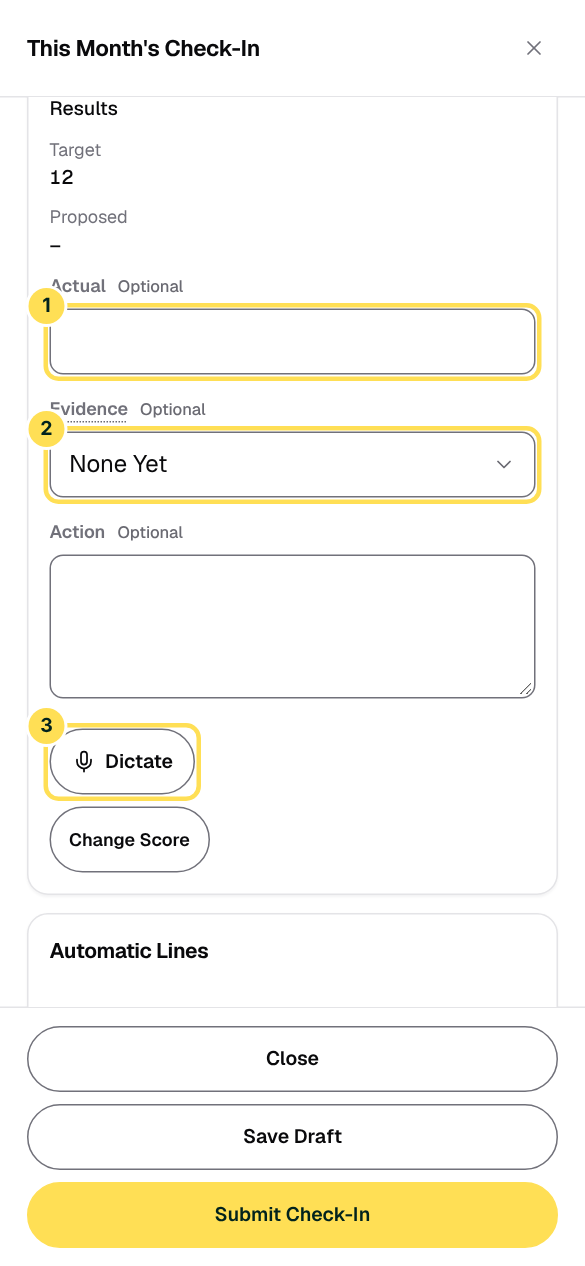 This Month's Check-In
Results
Target
12
Proposed
–
Actual Optional
1
Evidence Optional
2
None Yet
Action Optional
3
Dictate
Change Score
Automatic Lines
Close
Save Draft
Submit Check-In